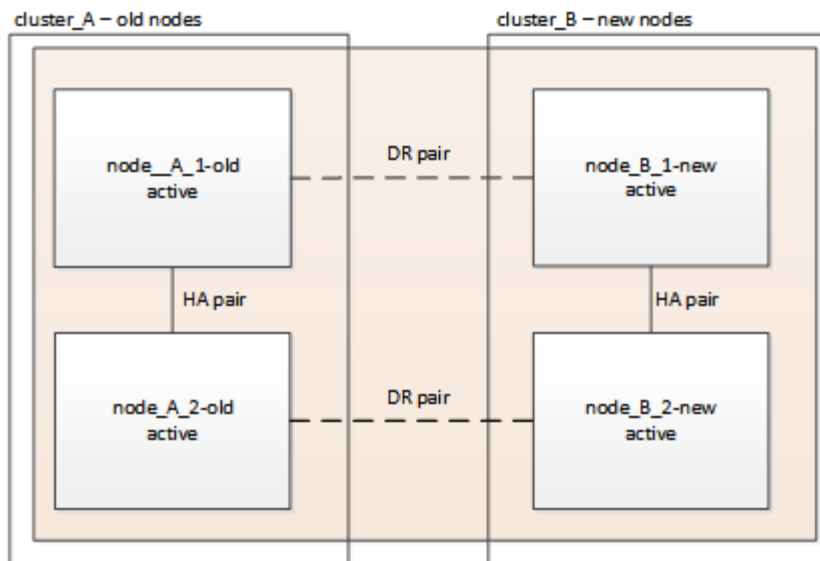 cluster_A – old nodes
cluster_B – new nodes
node__A_1-old
active
DR pair
node_B_1-new
active
HA pair
HA pair
node_A_2-old
active
DR pair
node_B_2-new
active